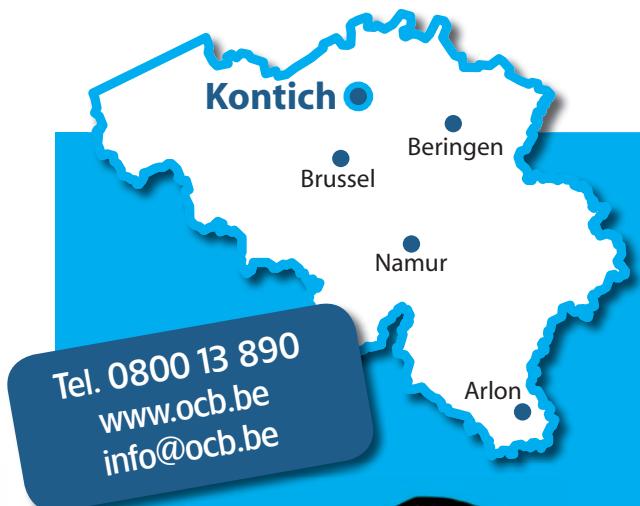 Kontich
Beringen
Brussel
Namur
Arlon
Tel. 0800 13 890
www.ocb.be
info@ocb.be